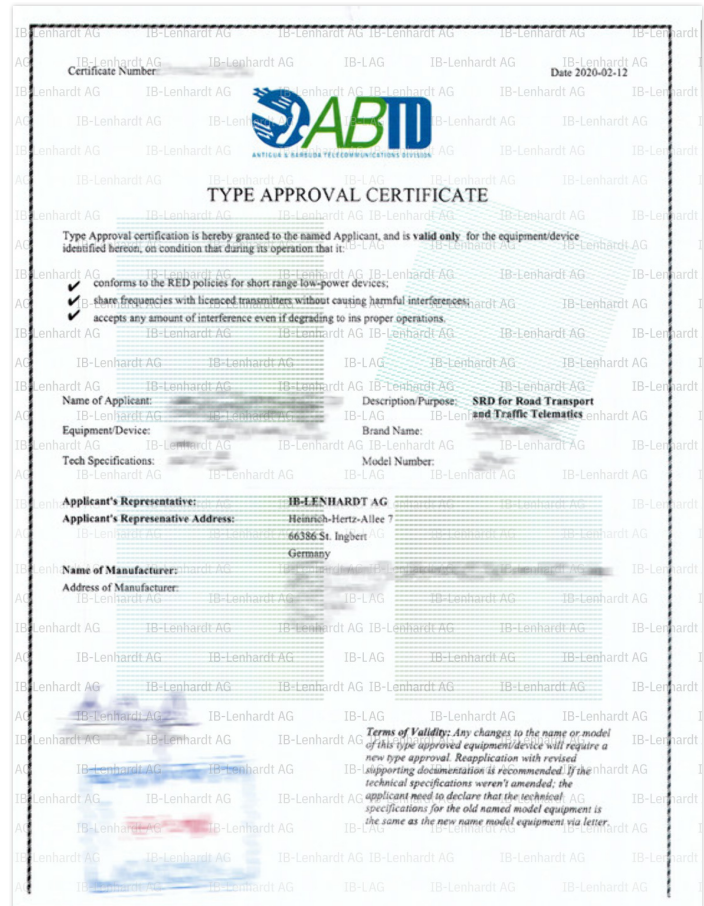 Certificate Number:
Date 2020-02-12
ABTD
ANTIGUA & BARBUDA TELECOMMUNICATIONS DIVISION
TYPE APPROVAL CERTIFICATE
Type Approval certification is hereby granted to the named Applicant, and is valid only for the equipment/device
identified hereon, on condition that during its operation that it:
conforms to the RED policies for short range low-power devices;
share frequencies with licenced transmitters without causing harmful interferences;
accepts any amount of interference even if degrading to ins proper operations.
Name of Applicant:
Description/Purpose: SRD for Road Transport
and Traffic Telematics
Equipment/Device:
Brand Name:
Tech Specifications:
Model Number:
Applicant's Representative: IB-LENHARDT AG
Applicant's Represenative Address: Heinrich-Hertz-Allee 7
66386 St. Ingbert
Germany
Name of Manufacturer:
Address of Manufacturer:
Terms of Validity: Any changes to the name or model
of this type approved equipment/device will require a
new type approval. Reapplication with revised
supporting documentation is recommended. If the
technical specifications weren't amended; the
applicant need to declare that the technical
specifications for the old named model equipment is
the same as the new name model equipment via letter.
IB-Lenhardt AG